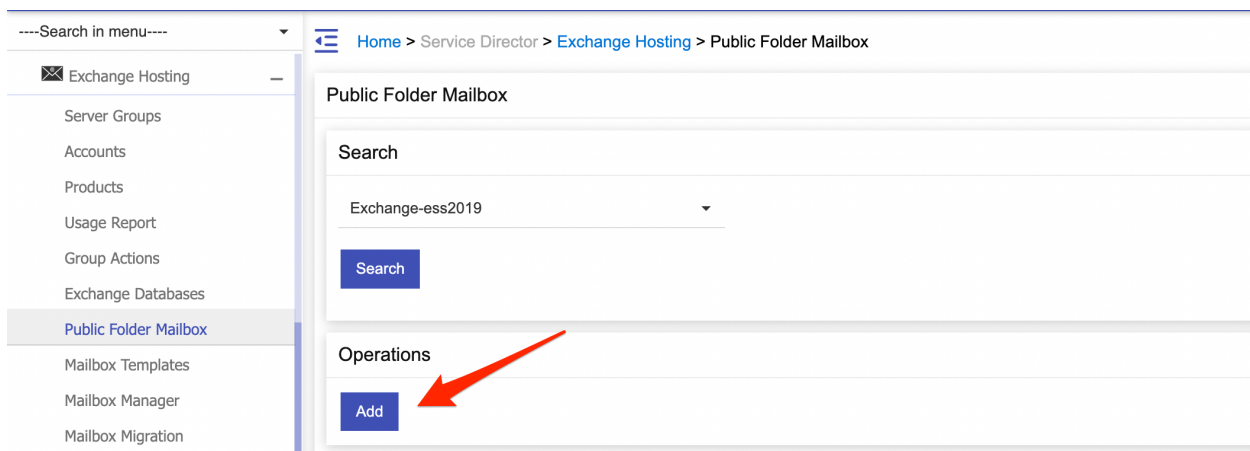 ----Search in menu----
Exchange Hosting
Server Groups
Accounts
Products
Usage Report
Group Actions
Exchange Databases
Public Folder Mailbox
Mailbox Templates
Mailbox Manager
Mailbox Migration
Home > Service Director > Exchange Hosting > Public Folder Mailbox
Public Folder Mailbox
Search
Exchange-ess2019
Search
Operations
Add